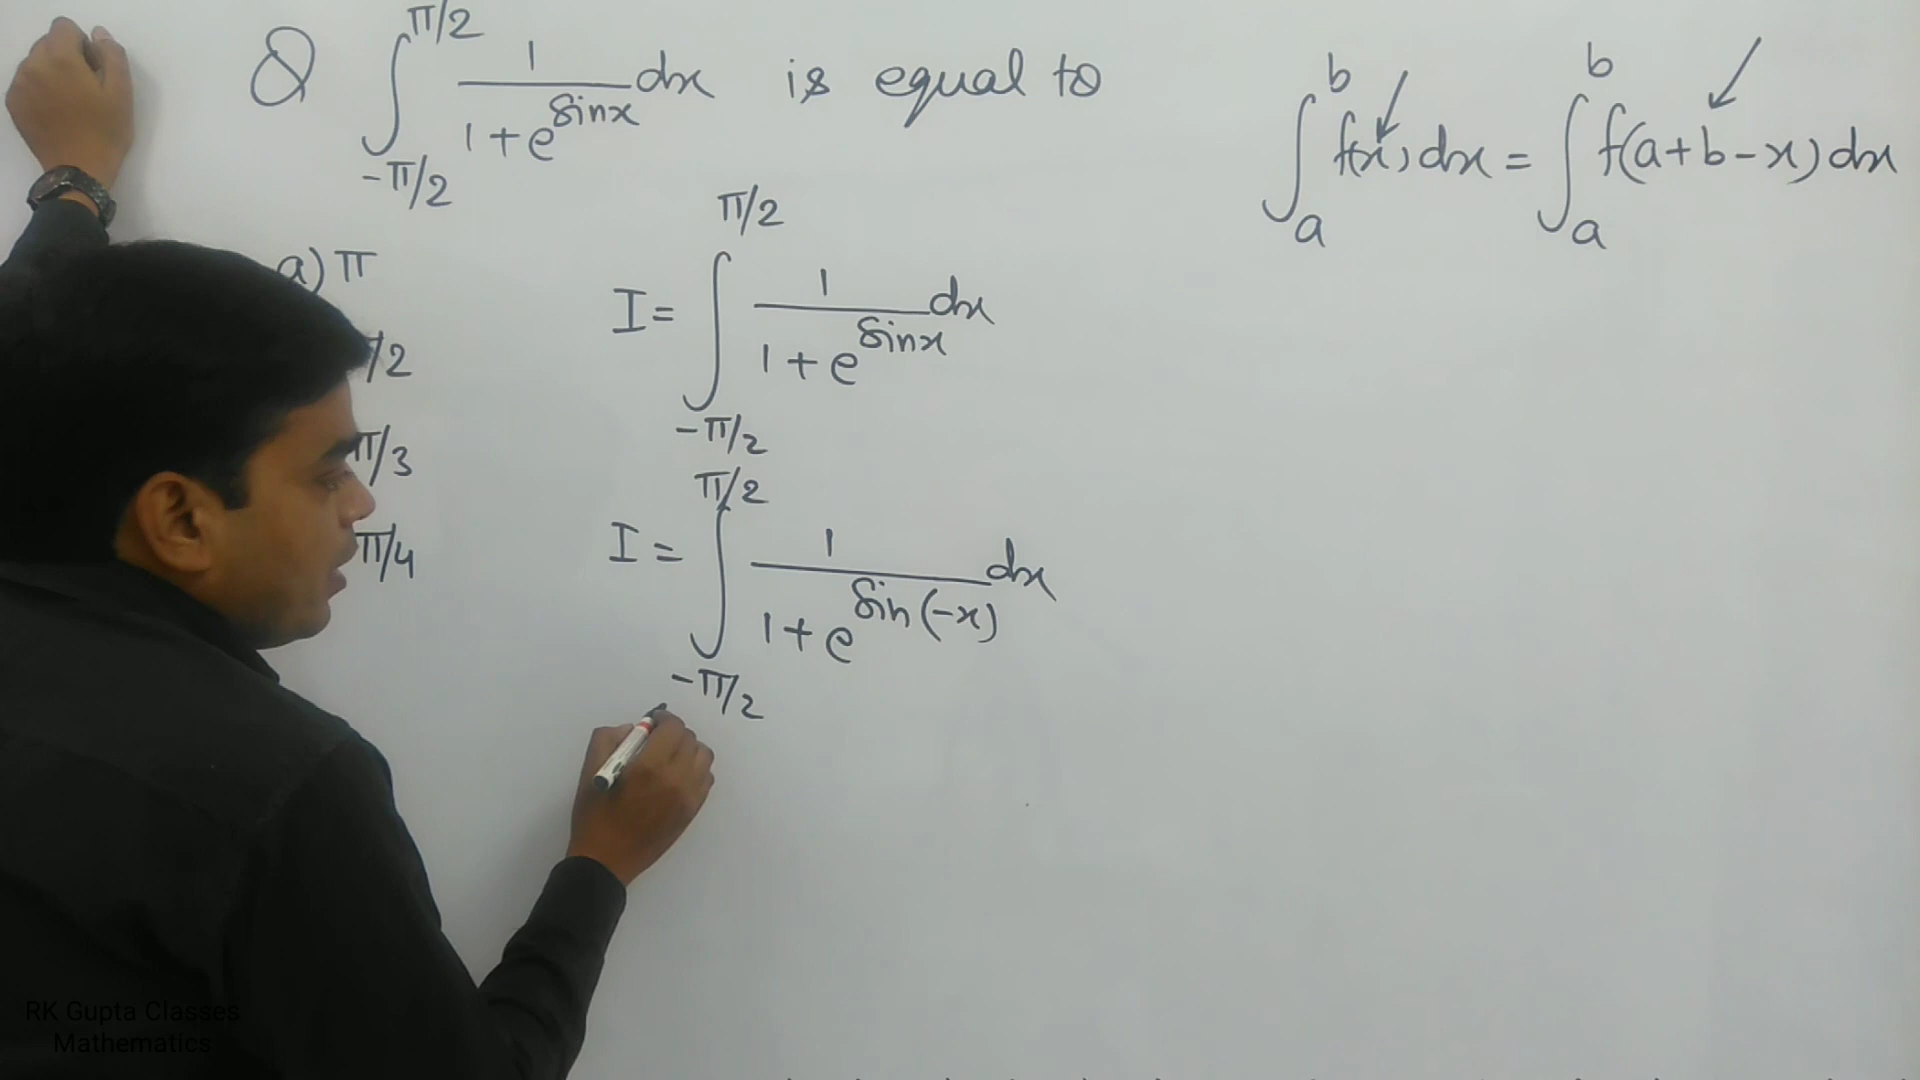 Q ∫_{-π/2}^{π/2} 1/(1+e^{sinx}) dx is equal to
∫_a^b f(x) dx = ∫_a^b f(a+b-x) dx
a) π
/2
π/3
π/4
I = ∫_{-π/2}^{π/2} 1/(1+e^{sinx}) dx
I = ∫_{-π/2}^{π/2} 1/(1+e^{sin(-x)}) dx
RK Gupta Classes
Mathematics